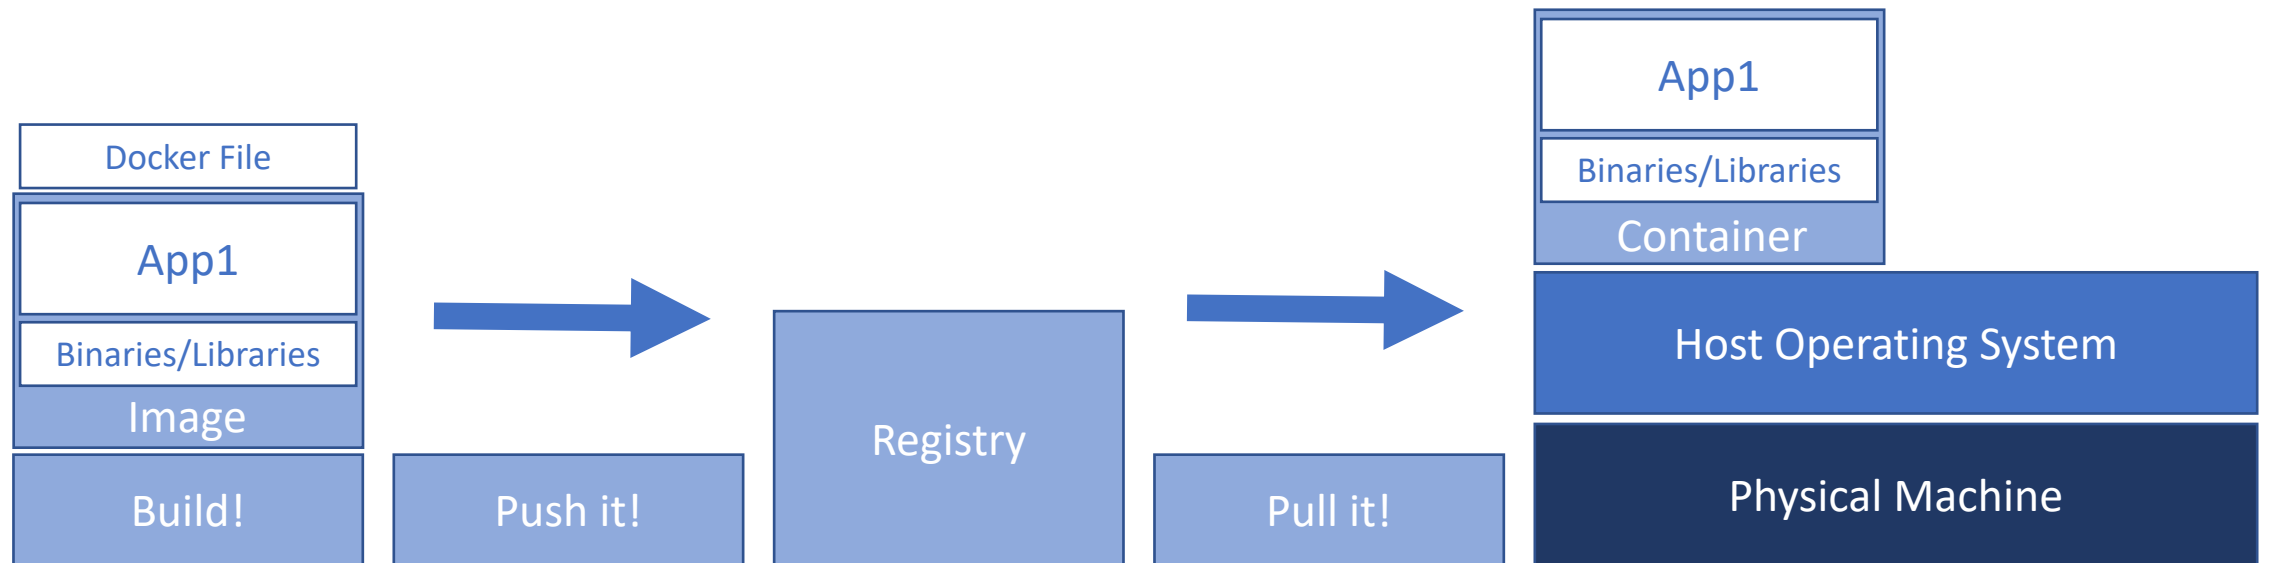 Docker File
App1
Binaries/Libraries
Image
Build!
Push it!
Registry
Pull it!
App1
Binaries/Libraries
Container
Host Operating System
Physical Machine